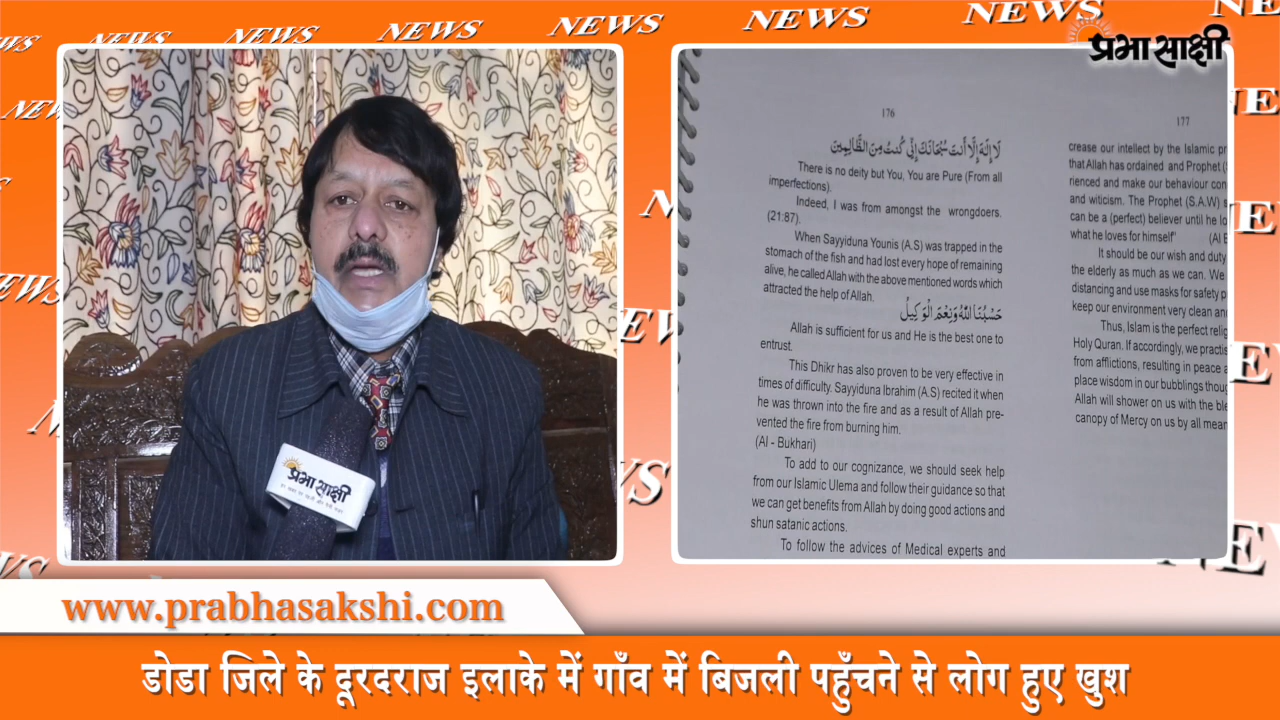 NEWS
NEWS
NEWS
NEWS
NEWS
NEWS
प्रभा साक्षी
176
لَا إِلَهَ إِلَّا أَنتَ سُبْحَانَكَ إِنِّي كُنتُ مِنَ الظَّالِمِينَ
There is no deity but You, You are Pure (From all
imperfections).
Indeed, I was from amongst the wrongdoers.
(21:87).
When Sayyiduna Younis (A.S) was trapped in the
stomach of the fish and had lost every hope of remaining
alive, he called Allah with the above mentioned words which
attracted the help of Allah.
حَسْبُنَا اللَّهُ وَنِعْمَ الْوَكِيلُ
Allah is sufficient for us and He is the best one to
entrust.
This Dhikr has also proven to be very effective in
times of difficulty. Sayyiduna Ibrahim (A.S) recited it when
he was thrown into the fire and as a result of Allah pre-
vented the fire from burning him.
(Al - Bukhari)
To add to our cognizance, we should seek help
from our Islamic Ulema and follow their guidance so that
we can get benefits from Allah by doing good actions and
shun satanic actions.
To follow the advices of Medical experts and
177
crease our intellect by the Islamic
that Allah has ordained and Prophet
rienced and make our behaviour
and witicism. The Prophet (S.A.W)
can be a (perfect) believer until he
what he loves for himself" (Al
It should be our wish and duty
the elderly as much as we can. We
distancing and use masks for safety
keep our environment very clean
Thus, Islam is the perfect
Holy Quran. If accordingly, we
from afflictions, resulting in peace
place wisdom in our bubblings
Allah will shower on us with the
canopy of Mercy on us by all
प्रभा साक्षी
www.prabhasakshi.com
डोडा जिले के दूरदराज इलाके में गाँव में बिजली पहुँचने से लोग हुए खुश